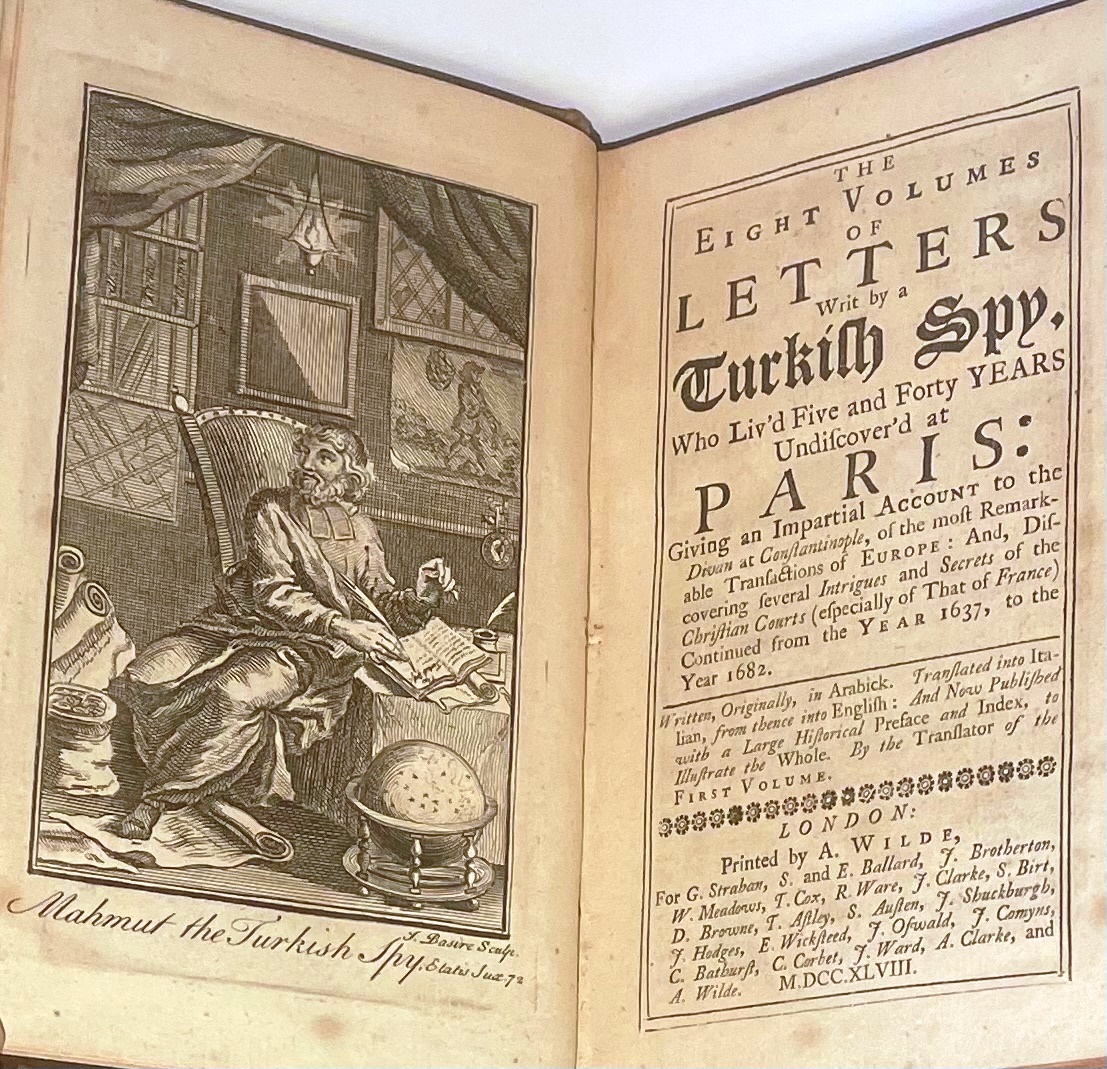 Mahmut the Turkish Spy. Etatis Suæ 72
J. Basire Sculp.
THE
EIGHT VOLUMES
OF
LETTERS
Writ by a
Turkiſh Spy,
Who Liv'd Five and Forty YEARS
Undiſcover'd at
PARIS:
Giving an Impartial ACCOUNT to the
Divan at Conſtantinople, of the moſt Remark-
able Tranſactions of EUROPE: And, Diſ-
covering ſeveral Intrigues and Secrets of the
Chriſtian Courts (eſpecially of That of France)
Continued from the YEAR 1637, to the
Year 1682.
Written, Originally, in Arabick. Tranſlated into Ita-
lian, from thence into Engliſh: And Now Publiſhed
with a Large Hiſtorical Preface and Index, to
Illuſtrate the Whole. By the Tranſlator of the
FIRST VOLUME.
LONDON:
Printed by A. WILDE,
For G. Strahan, S. and E. Ballard, J. Brotherton,
W. Meadows, T. Cox, R. Ware, J. Clarke, S. Birt,
D. Browne, T. Aſtley, S. Auſten, J. Shuckburgh,
J. Hodges, E. Wickſteed, J. Oſwald, J. Comyns,
C. Bathurſt, C. Corbet, J. Ward, A. Clarke, and
A. Wilde. M.DCC.XLVIII.